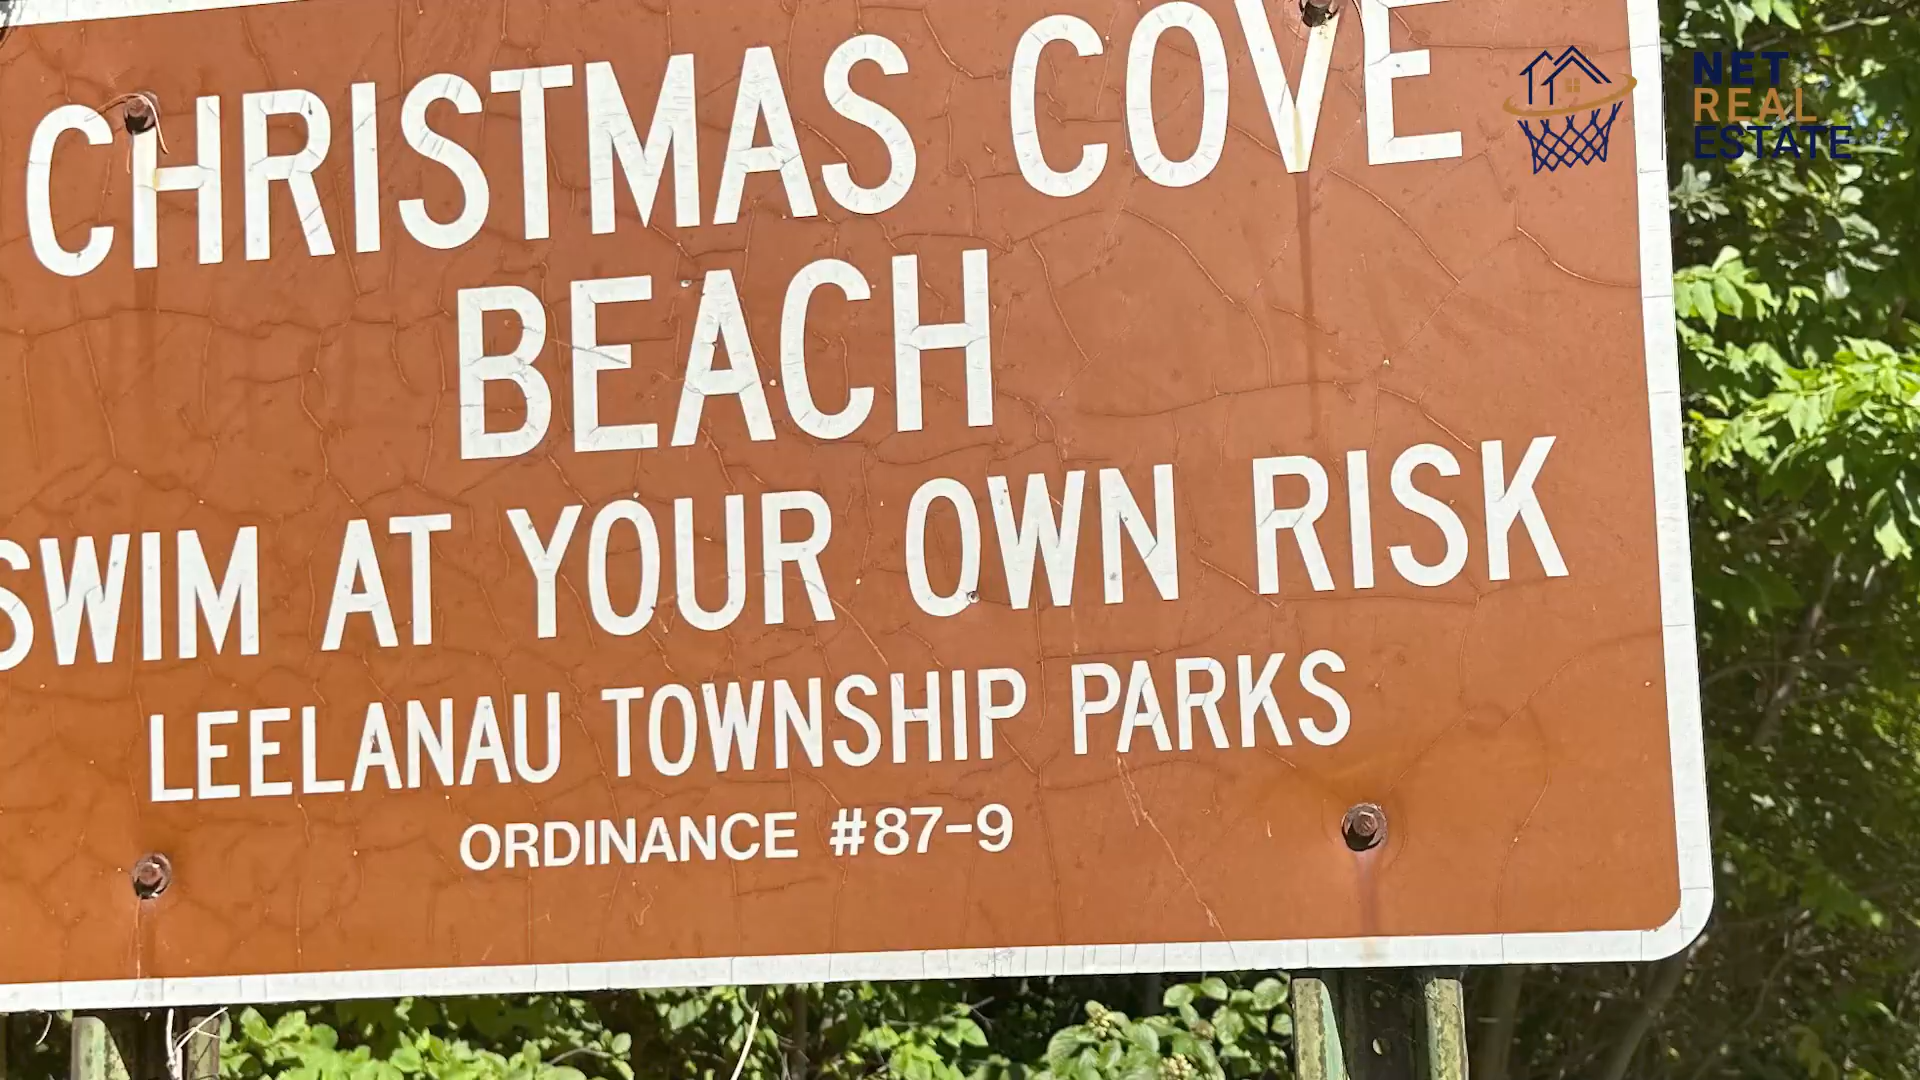 CHRISTMAS COVE
BEACH
SWIM AT YOUR OWN RISK
LEELANAU TOWNSHIP PARKS
ORDINANCE #87-9
NET
REAL
ESTATE